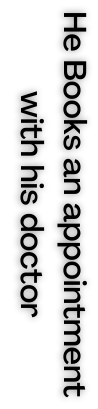 He Books an appointment
with his doctor